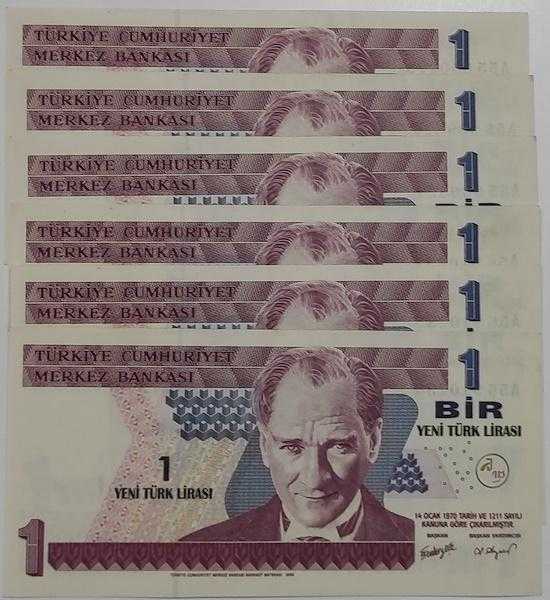 TÜRKİYE CUMHURİYET
MERKEZ BANKASI
1
TÜRKİYE CUMHURİYET
MERKEZ BANKASI
1
TÜRKİYE CUMHURİYET
MERKEZ BANKASI
1
BİR
TÜRKİYE CUMHURİYET
MERKEZ BANKASI
1
TÜRKİYE CUMHURİYET
MERKEZ BANKASI
1
TÜRKİYE CUMHURİYET
MERKEZ BANKASI
1
BİR
YENİ TÜRK LİRASI
1
YENİ TÜRK LİRASI
14 OCAK 1970 TARİH VE 1211 SAYILI
KANUNA GÖRE ÇIKARILMIŞTIR.
BAŞKAN BAŞKAN YARDIMCISI
1